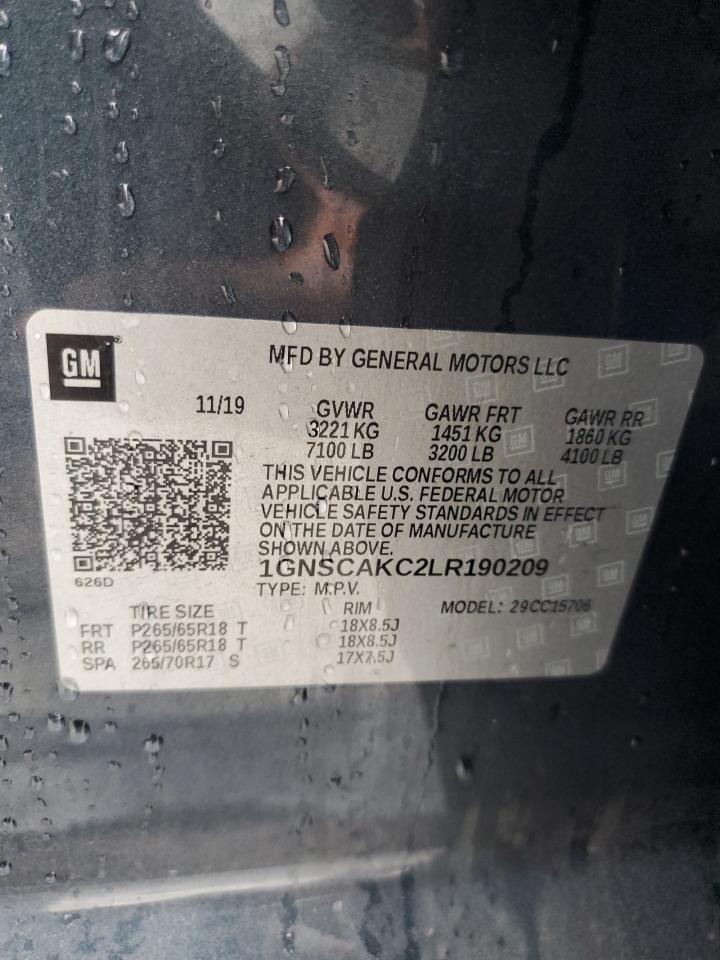 GM
MFD BY GENERAL MOTORS LLC
11/19 GVWR GAWR FRT GAWR RR
3221 KG 1451 KG 1860 KG
7100 LB 3200 LB 4100 LB
THIS VEHICLE CONFORMS TO ALL
APPLICABLE U.S. FEDERAL MOTOR
VEHICLE SAFETY STANDARDS IN EFFECT
ON THE DATE OF MANUFACTURE
SHOWN ABOVE.
1GNSCAKC2LR190209
626D
TYPE: M.P.V.
TIRE SIZE RIM MODEL: 29CC15706
FRT P265/65R18 T 18X8.5J
RR P265/65R18 T 18X8.5J
SPA 265/70R17 S 17X7.5J